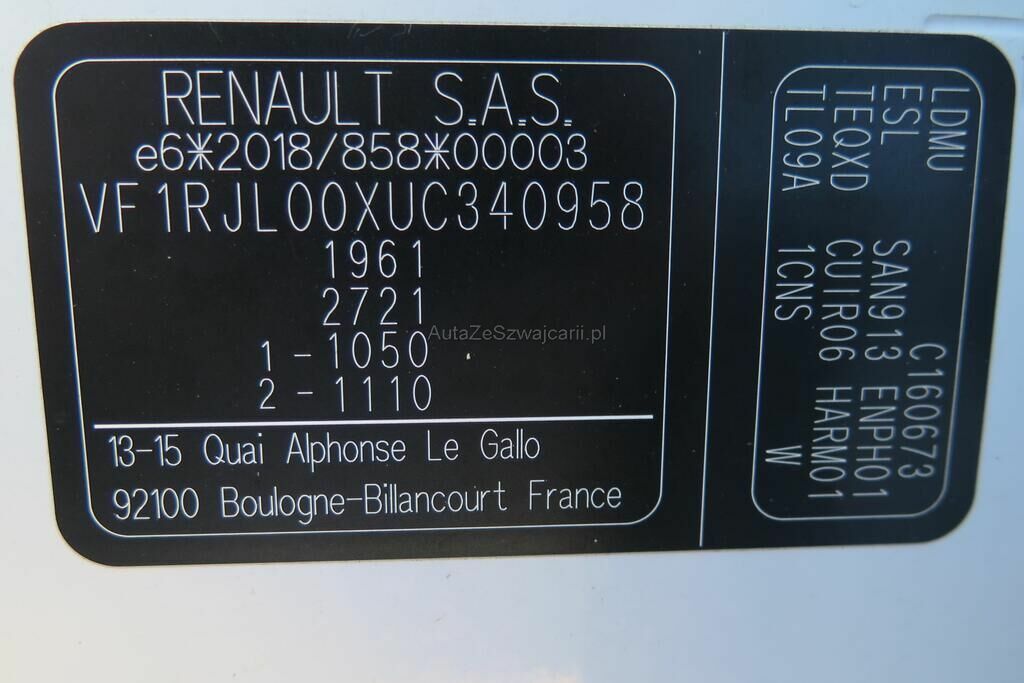 RENAULT S.A.S.
e6*2018/858*00003
VF1RJL00XUC340958
1961
2721
1 - 1050
2 - 1110
13-15 Quai Alphonse Le Gallo
92100 Boulogne-Billancourt France
LDMU C160673
ESL SAN913 ENPH01
TEQXD CUIR06 HARM01
TL09A 1CNS W
AutaZeSzwajcarii.pl